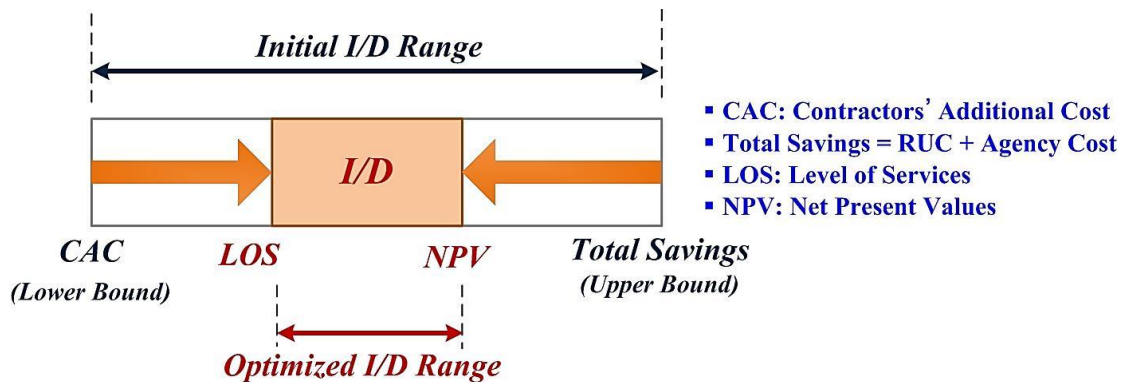 Initial I/D Range
▪ CAC: Contractors’ Additional Cost
▪ Total Savings = RUC + Agency Cost
▪ LOS: Level of Services
▪ NPV: Net Present Values
I/D
CAC
(Lower Bound)
LOS
NPV
Total Savings
(Upper Bound)
Optimized I/D Range